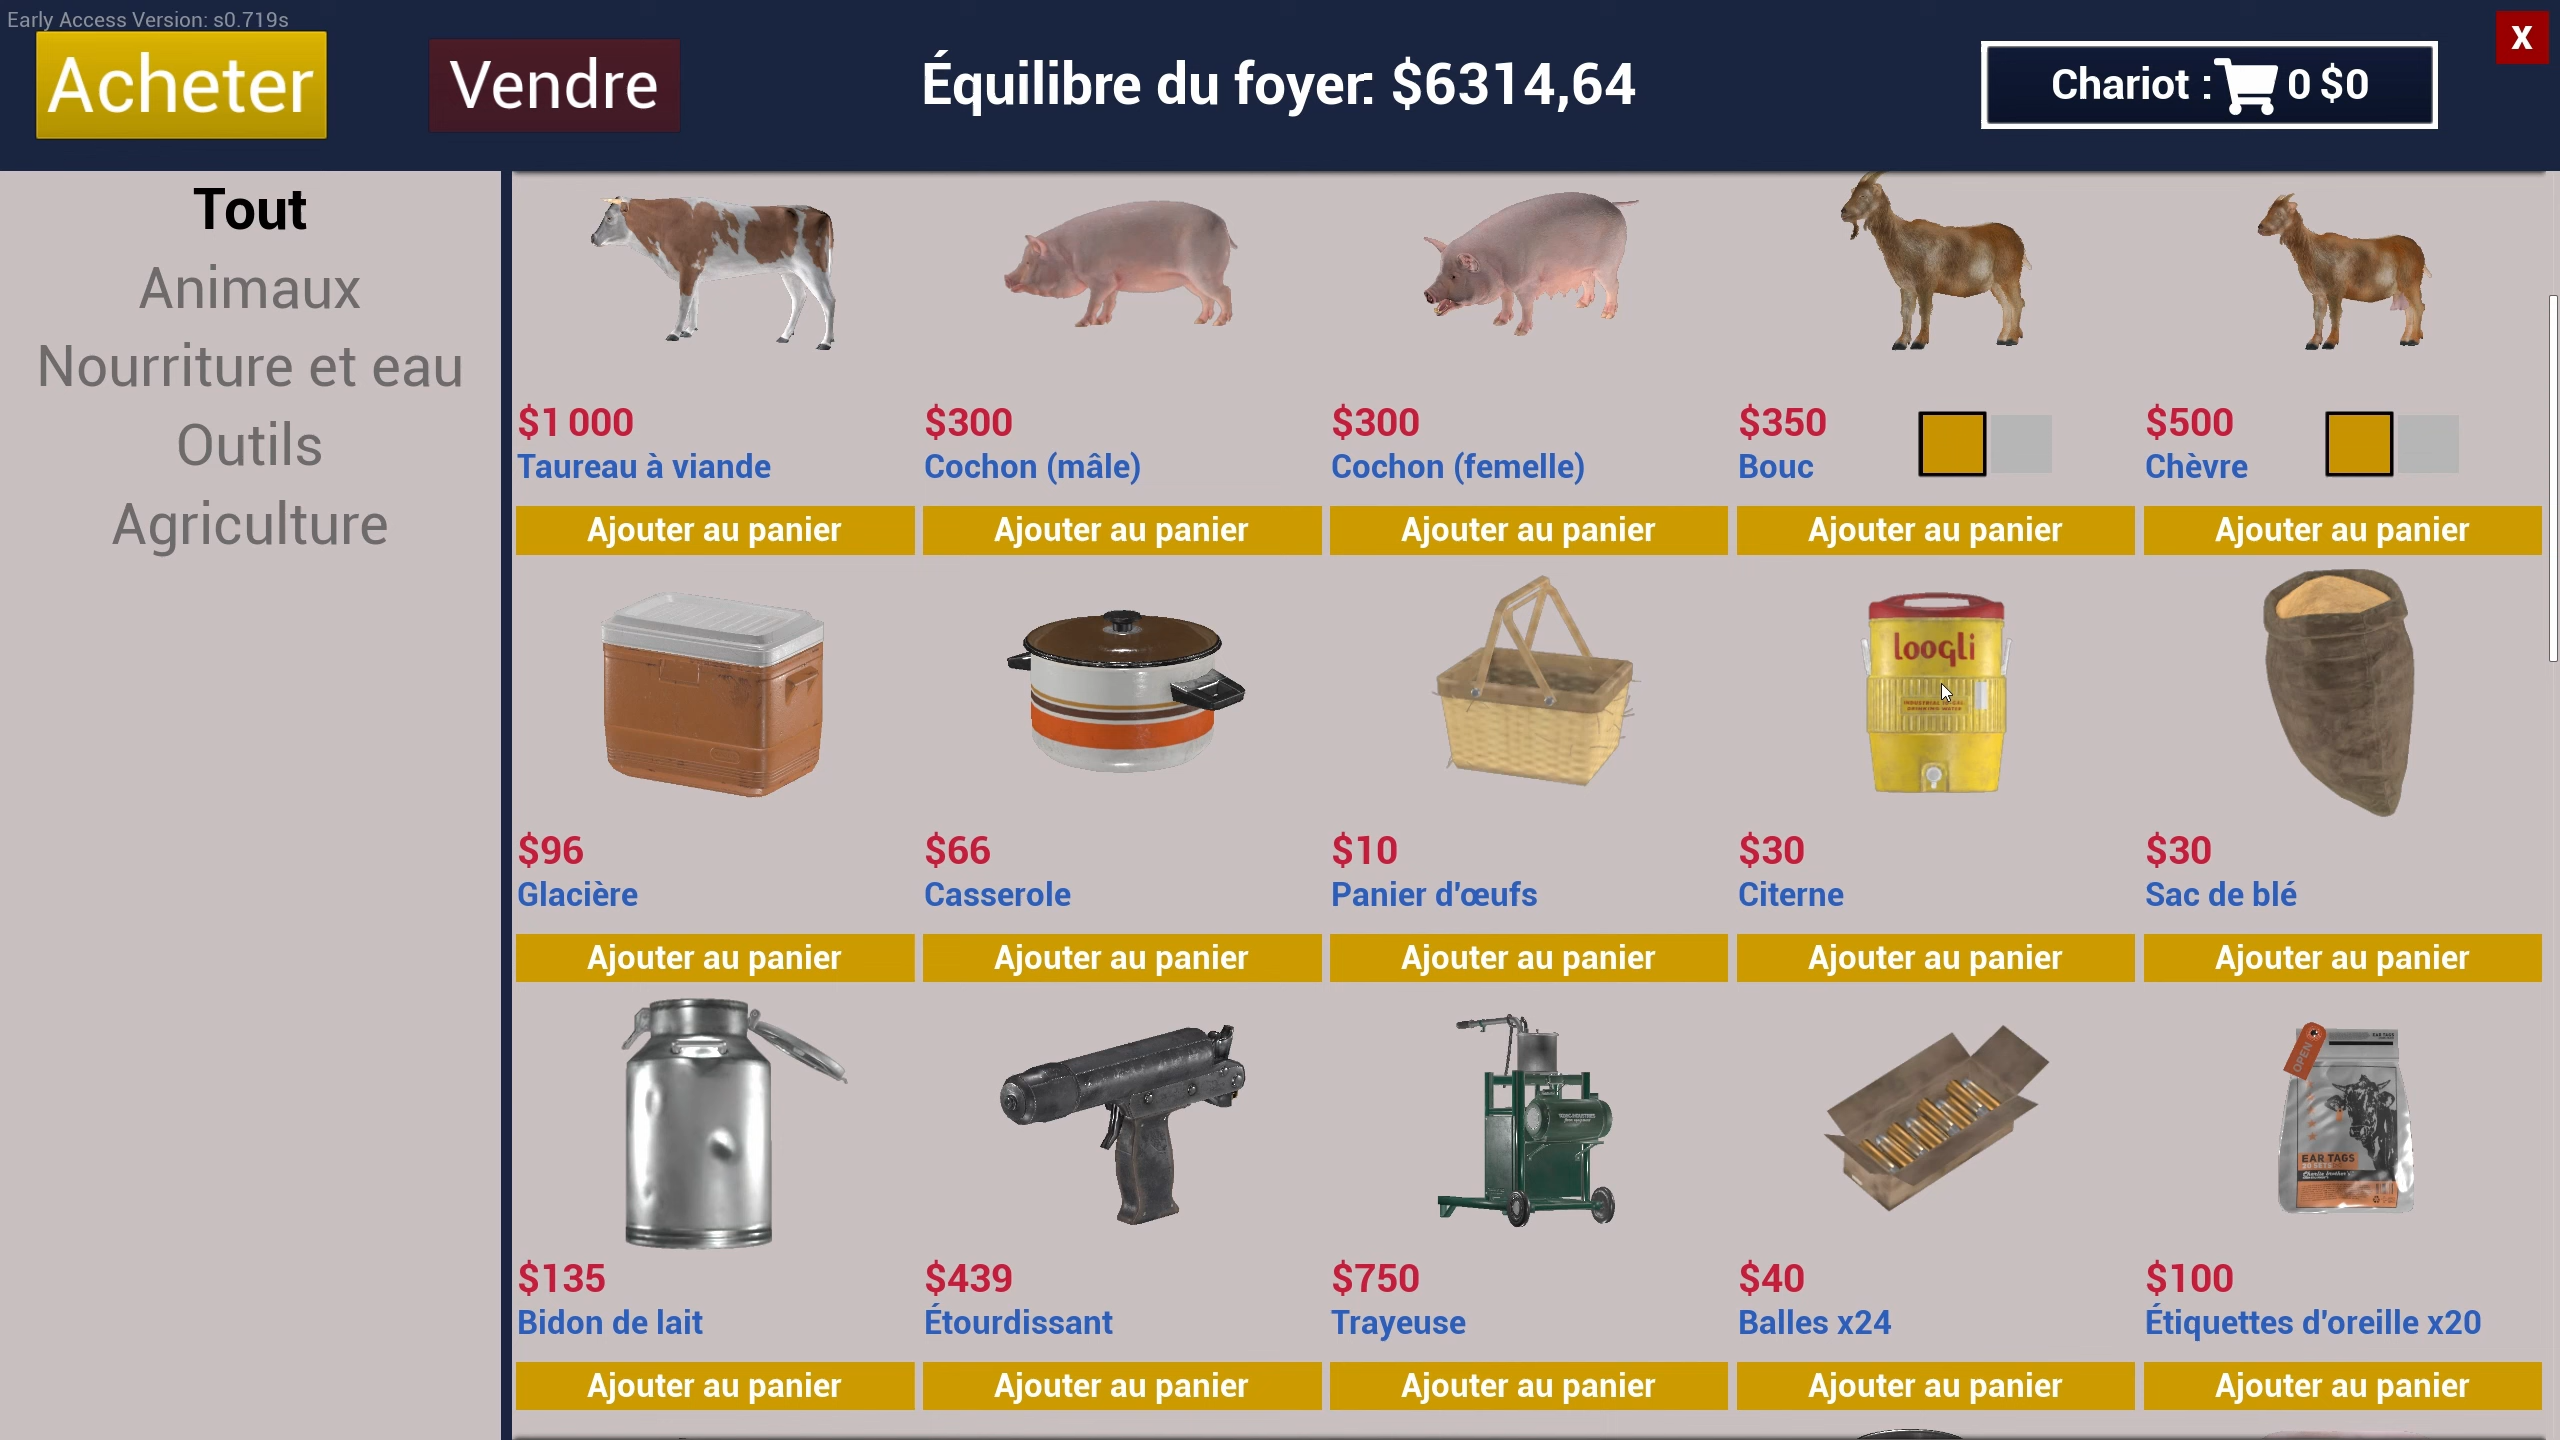 Early Access Version: s0.719s
Acheter
Vendre
Équilibre du foyer: $6314,64
Chariot : 0 $0
X
Tout
Animaux
Nourriture et eau
Outils
Agriculture
$1 000
Taureau à viande
Ajouter au panier
$300
Cochon (mâle)
Ajouter au panier
$300
Cochon (femelle)
Ajouter au panier
$350
Bouc
Ajouter au panier
$500
Chèvre
Ajouter au panier
$96
Glacière
Ajouter au panier
$66
Casserole
Ajouter au panier
$10
Panier d'œufs
Ajouter au panier
loogli
$30
Citerne
Ajouter au panier
$30
Sac de blé
Ajouter au panier
$135
Bidon de lait
Ajouter au panier
$439
Étourdissant
Ajouter au panier
$750
Trayeuse
Ajouter au panier
$40
Balles x24
Ajouter au panier
OPEN
EAR TAGS
$100
Étiquettes d'oreille x20
Ajouter au panier